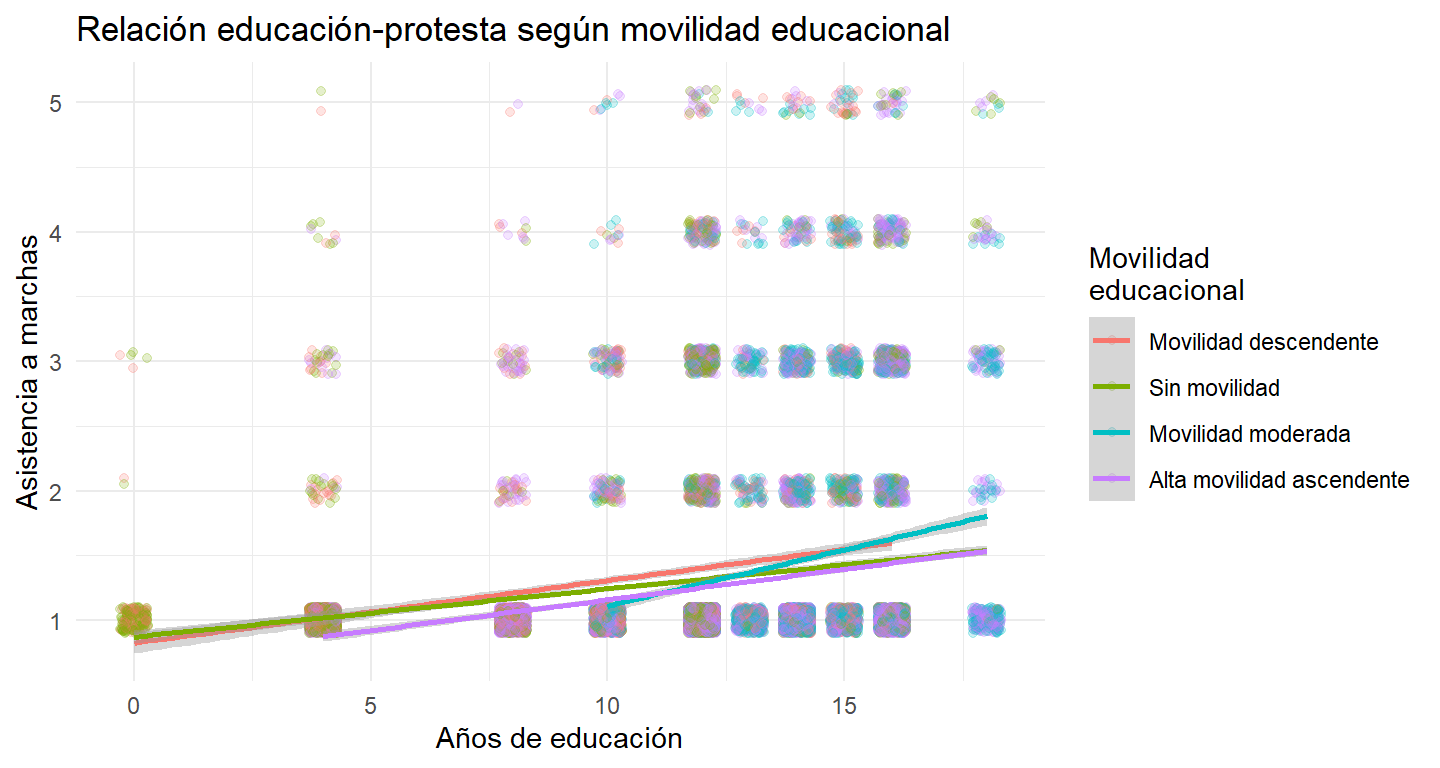 Relación educación-protesta según movilidad educacional
Asistencia a marchas
5
4
3
2
1
0
5
10
15
Años de educación
Movilidad
educacional
Movilidad descendente
Sin movilidad
Movilidad moderada
Alta movilidad ascendente